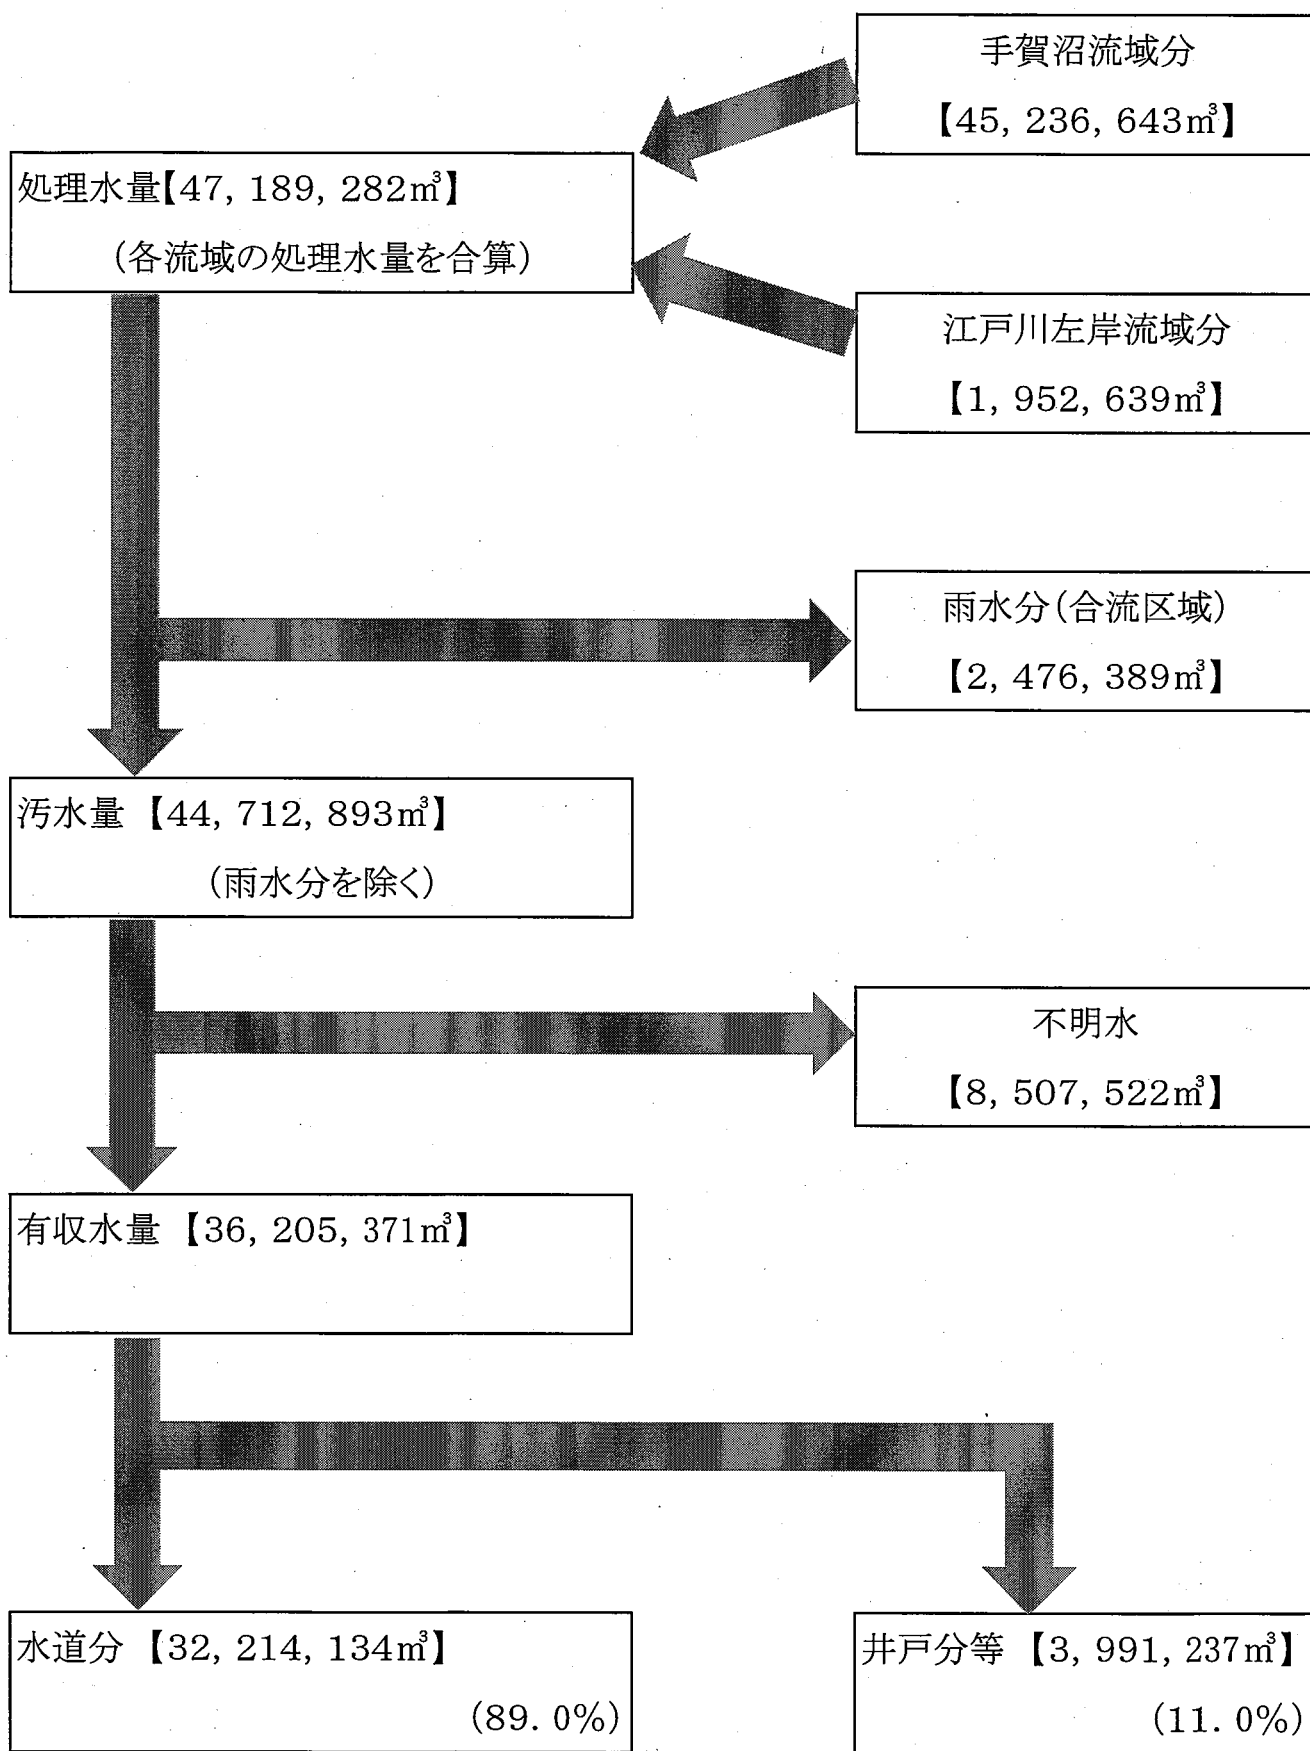 手賀沼流域分
【45, 236, 643㎥】
処理水量【47, 189, 282㎥】
(各流域の処理水量を合算)
江戸川左岸流域分
【1, 952, 639㎥】
雨水分(合流区域)
【2, 476, 389㎥】
汚水量 【44, 712, 893㎥】
(雨水分を除く)
不明水
【8, 507, 522㎥】
有収水量 【36, 205, 371㎥】
水道分 【32, 214, 134㎥】
(89. 0%)
井戸分等 【3, 991, 237㎥】
(11. 0%)